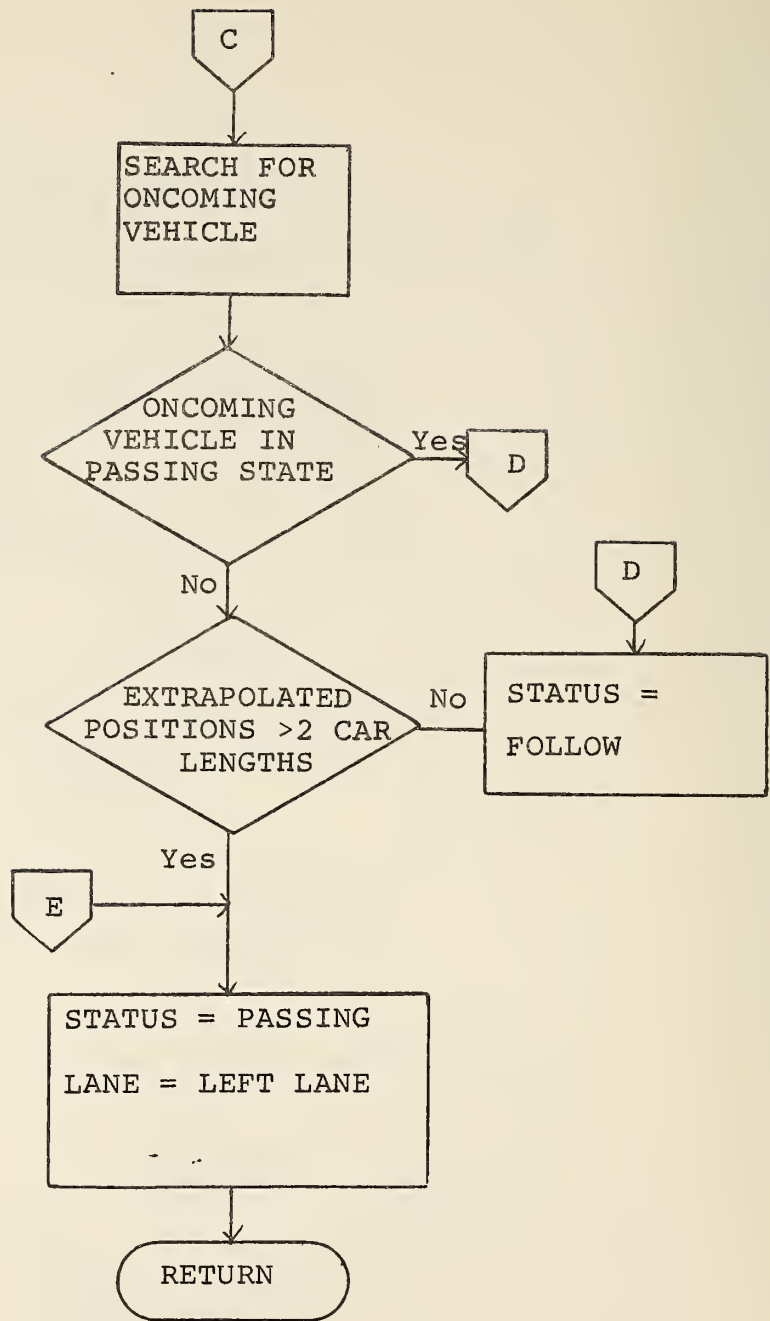 C
SEARCH FOR
ONCOMING
VEHICLE
ONCOMING
VEHICLE IN
PASSING STATE
Yes
D
No
D
EXTRAPOLATED
POSITIONS >2 CAR
LENGTHS
No
STATUS =
FOLLOW
Yes
E
STATUS = PASSING
LANE = LEFT LANE
RETURN